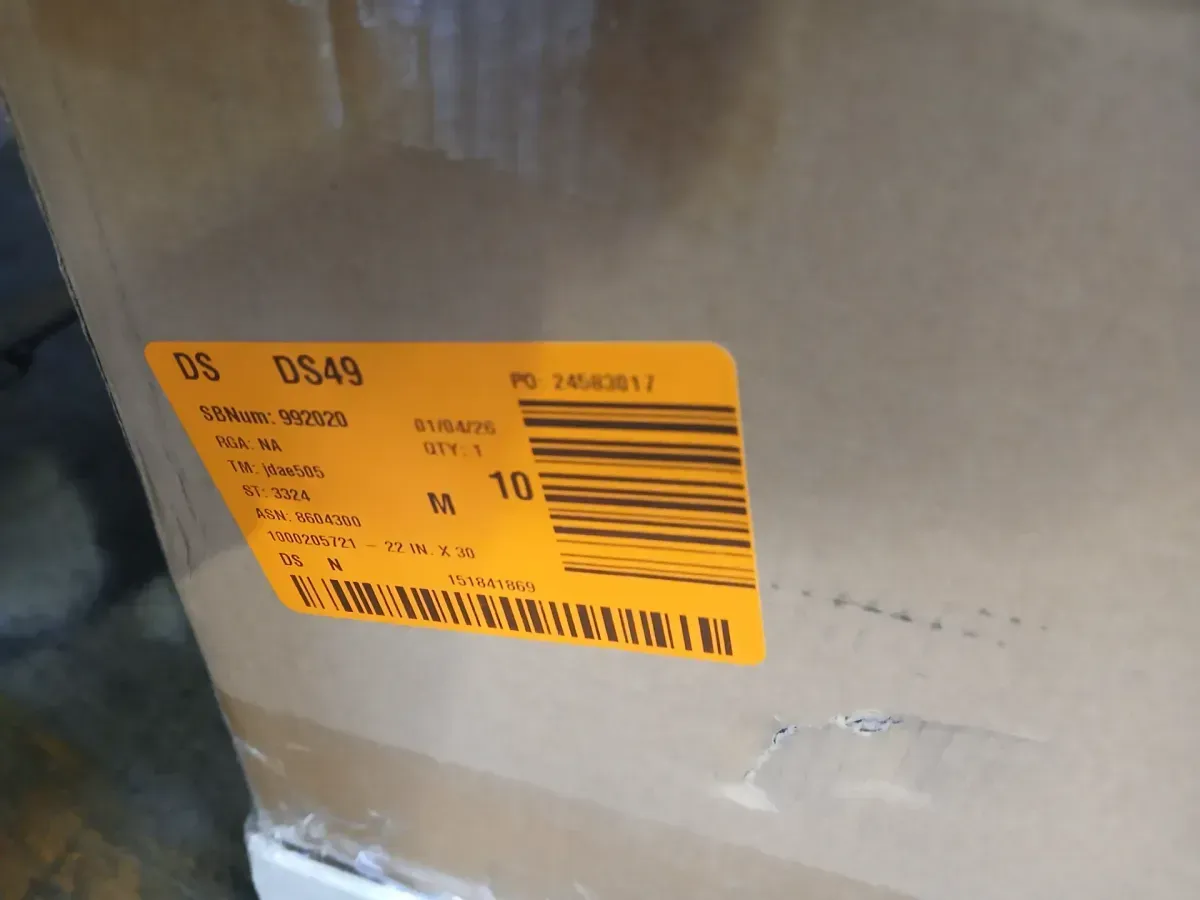 DS DS49
PO: 24583017
SBNum: 992020
01/04/26
RGA: NA
QTY: 1
TM: jdae505
ST: 3324
M 10
ASN: 8604300
1000205721 – 22 IN. X 30
DS N
151841869